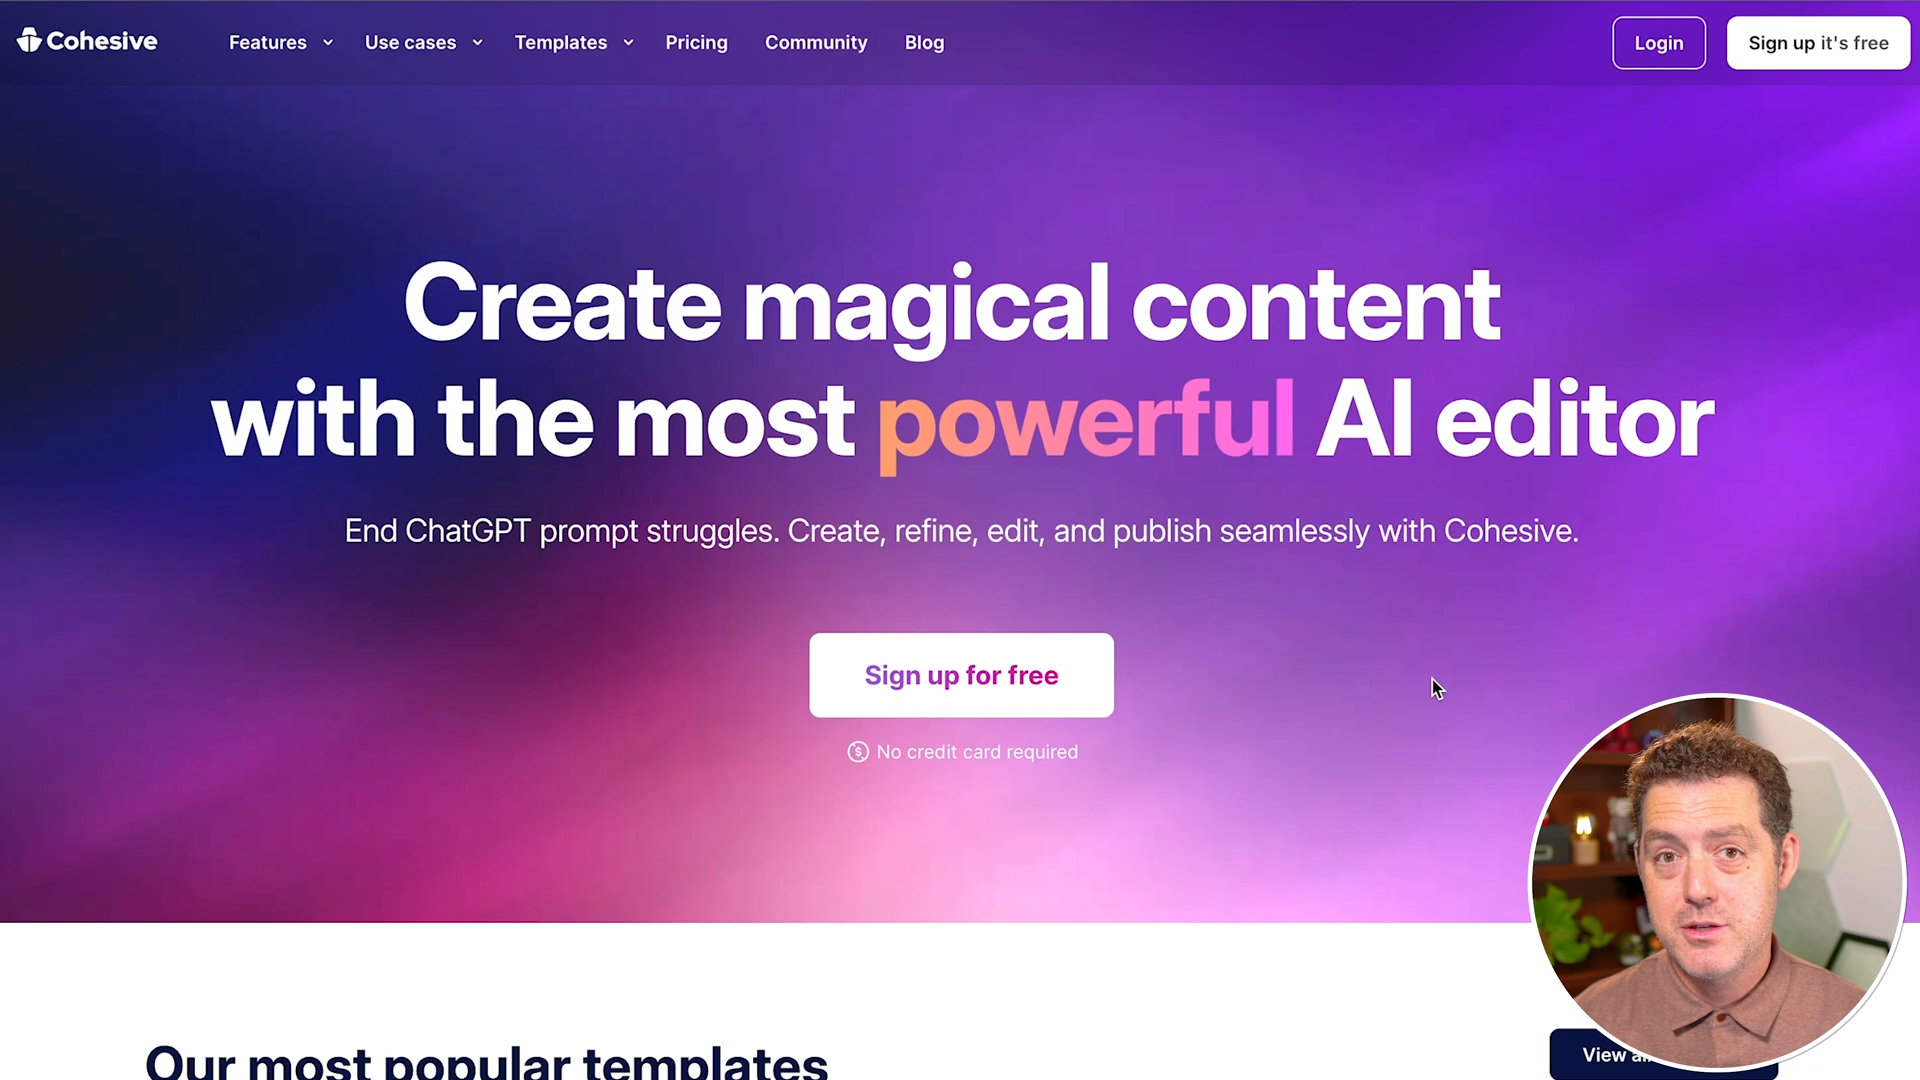 Cohesive
Features
Use cases
Templates
Pricing
Community
Blog
Login
Sign up it's free
Create magical content
with the most powerful AI editor
End ChatGPT prompt struggles. Create, refine, edit, and publish seamlessly with Cohesive.
Sign up for free
No credit card required
Our most popular templates
View